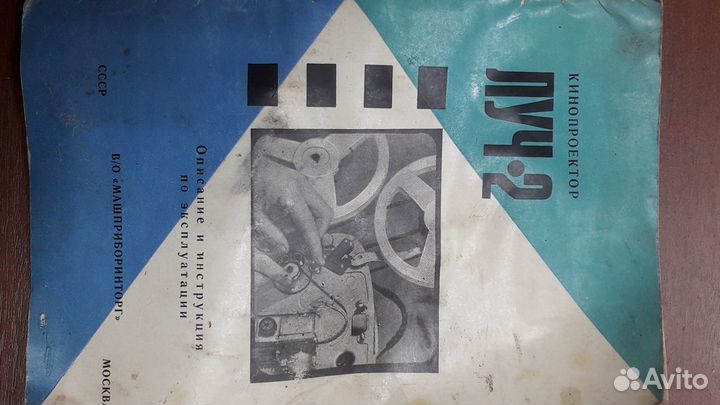 КИНОПРОЕКТОР
ЛУЧ·2
Описание и инструкция
по эксплуатации
СССР В/О «МАШПРИБОРИНТОРГ» МОСКВА
Avito